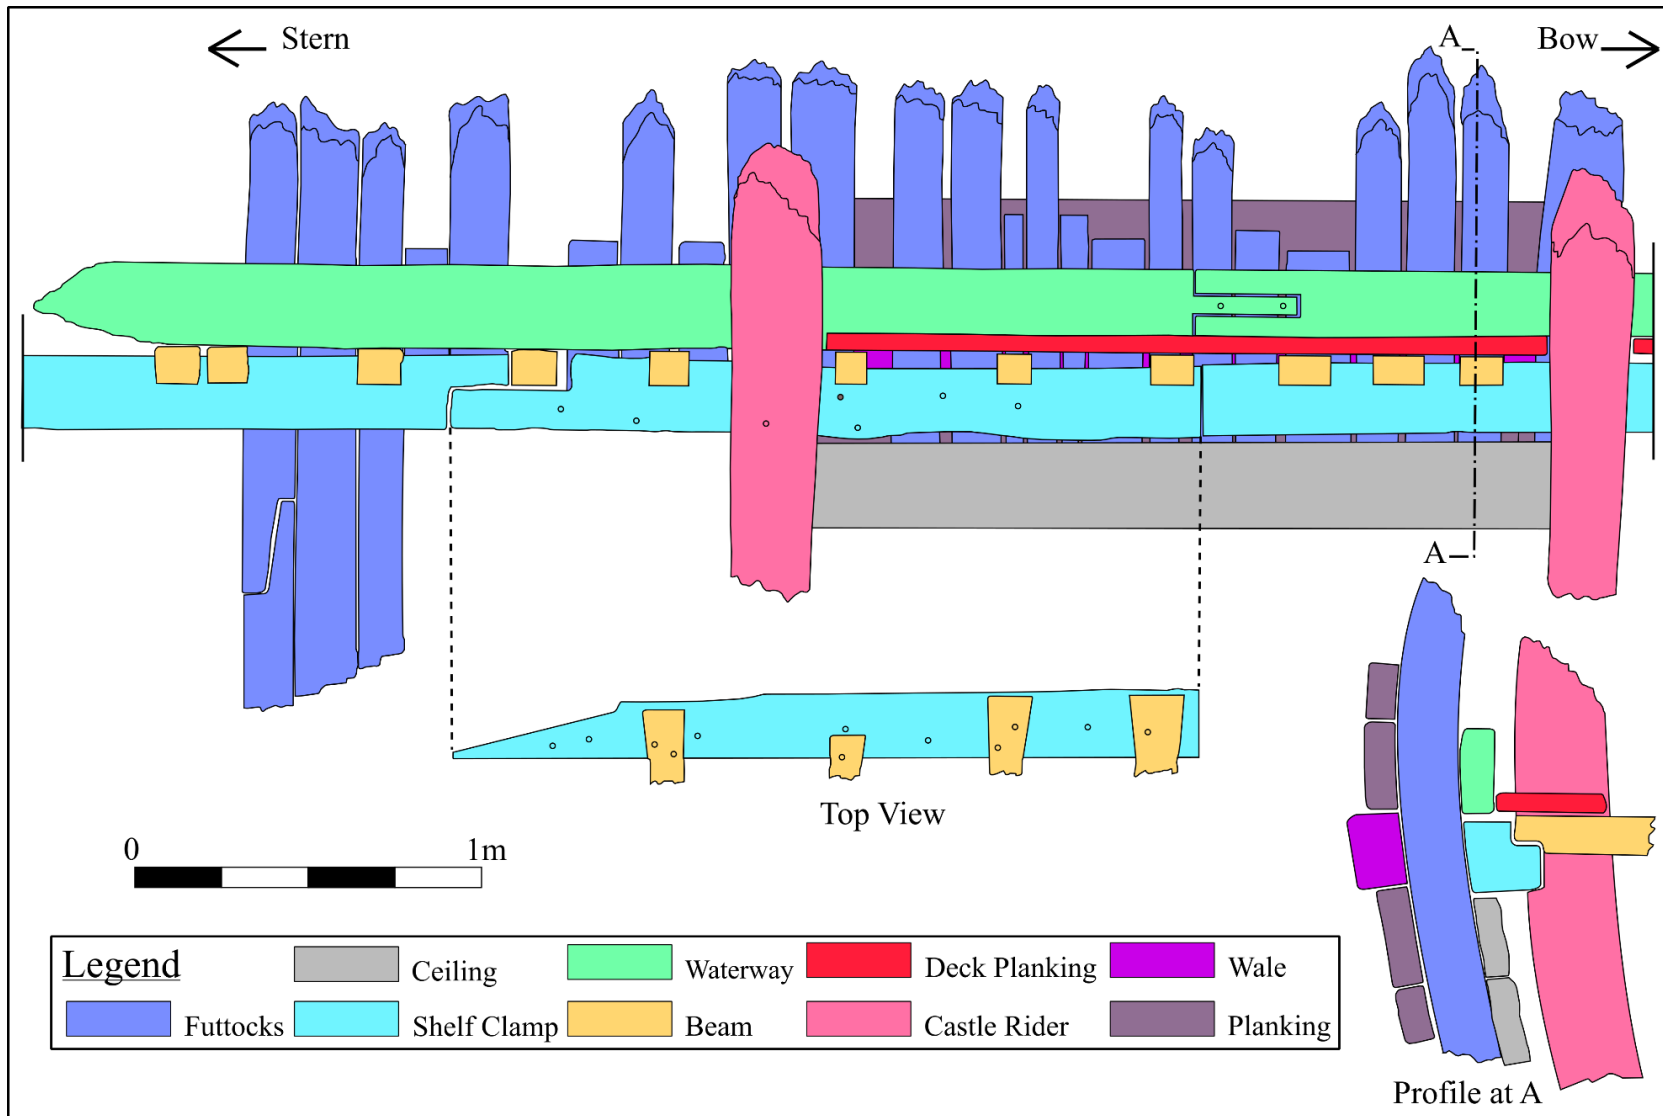 Stern
A
Bow
A
Top View
0
1m
Legend
Ceiling
Waterway
Deck Planking
Wale
Futtocks
Shelf Clamp
Beam
Castle Rider
Planking
Profile at A